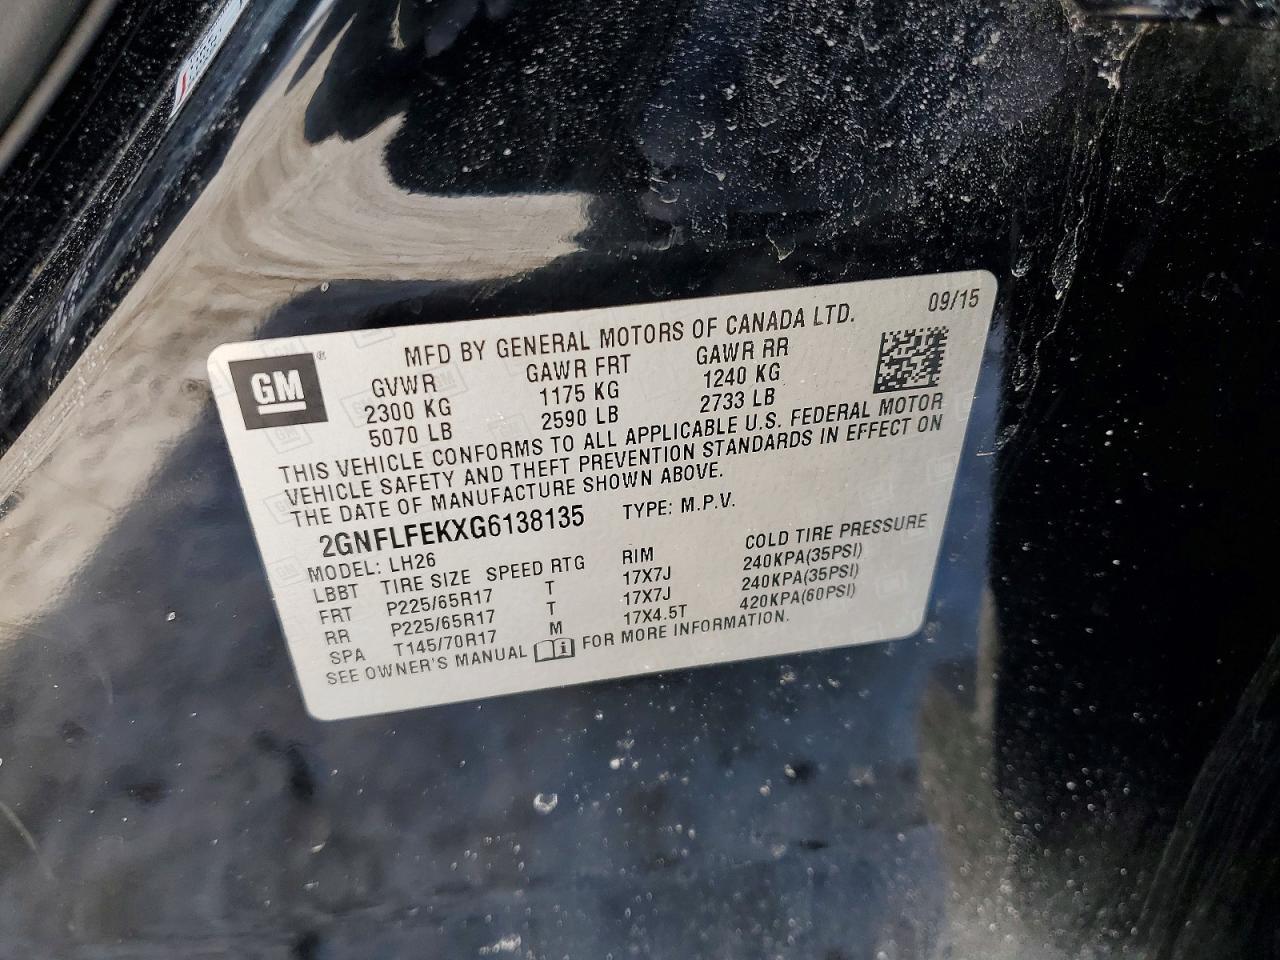 MFD BY GENERAL MOTORS OF CANADA LTD. 09/15
GM ®
GVWR GAWR FRT GAWR RR
2300 KG 1175 KG 1240 KG
5070 LB 2590 LB 2733 LB
THIS VEHICLE CONFORMS TO ALL APPLICABLE U.S. FEDERAL MOTOR
VEHICLE SAFETY AND THEFT PREVENTION STANDARDS IN EFFECT ON
THE DATE OF MANUFACTURE SHOWN ABOVE.
2GNFLFEKXG6138135 TYPE: M.P.V.
MODEL: LH26
LBBT TIRE SIZE SPEED RTG RIM COLD TIRE PRESSURE
FRT P225/65R17 T 17X7J 240KPA(35PSI)
RR P225/65R17 T 17X7J 240KPA(35PSI)
SPA T145/70R17 M 17X4.5T 420KPA(60PSI)
SEE OWNER'S MANUAL FOR MORE INFORMATION.